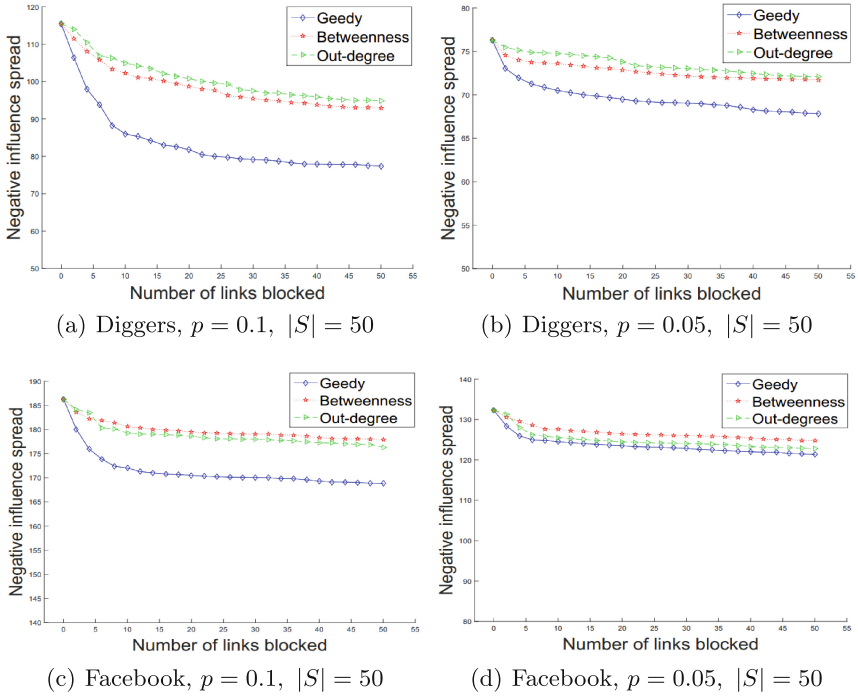 120
110
100
90
80
70
60
50
0 5 10 15 20 25 30 35 40 45 50 55
Negative influence spread
Number of links blocked
Geedy
Betweenness
Out-degree
(a) Diggers, p = 0.1, |S| = 50
80
75
70
65
60
55
50
0 5 10 15 20 25 30 35 40 45 50 55
Negative influence spread
Number of links blocked
Geedy
Betweenness
Out-degree
(b) Diggers, p = 0.05, |S| = 50
190
185
180
175
170
165
160
155
150
145
140
0 5 10 15 20 25 30 35 40 45 50 55
Negative influence spread
Number of links blocked
Geedy
Betweenness
Out-degree
(c) Facebook, p = 0.1, |S| = 50
140
130
120
110
100
90
80
0 5 10 15 20 25 30 35 40 45 50 55
Negative influence spread
Number of links blocked
Geedy
Betweenness
Out-degrees
(d) Facebook, p = 0.05, |S| = 50